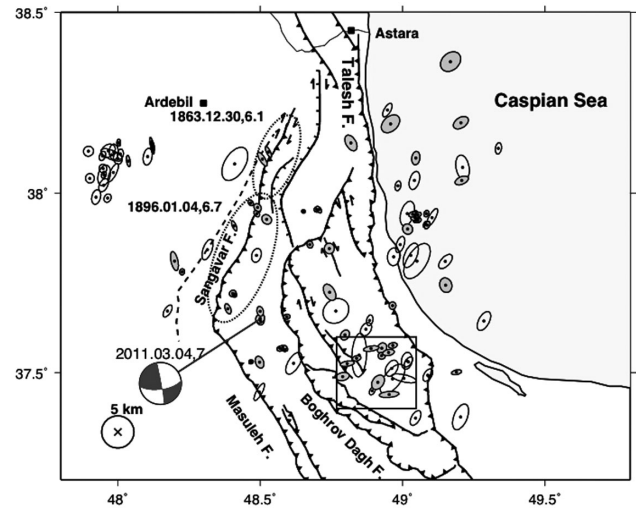 38.5˚
Astara
Talesh F.
Ardebil
1863.12.30,6.1
Caspian Sea
38˚
1896.01.04,6.7
Sangavar F.
37.5˚
2011.03.04,7
5 km
Masuleh F.
Boghrov Dagh F.
48˚
48.5˚
49˚
49.5˚